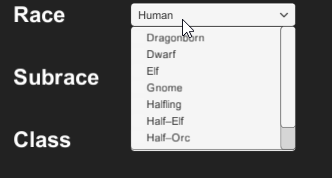 Race
Human
Dragonborn
Dwarf
Elf
Subrace
Gnome
Halfling
Half-Elf
Class
Half-Orc